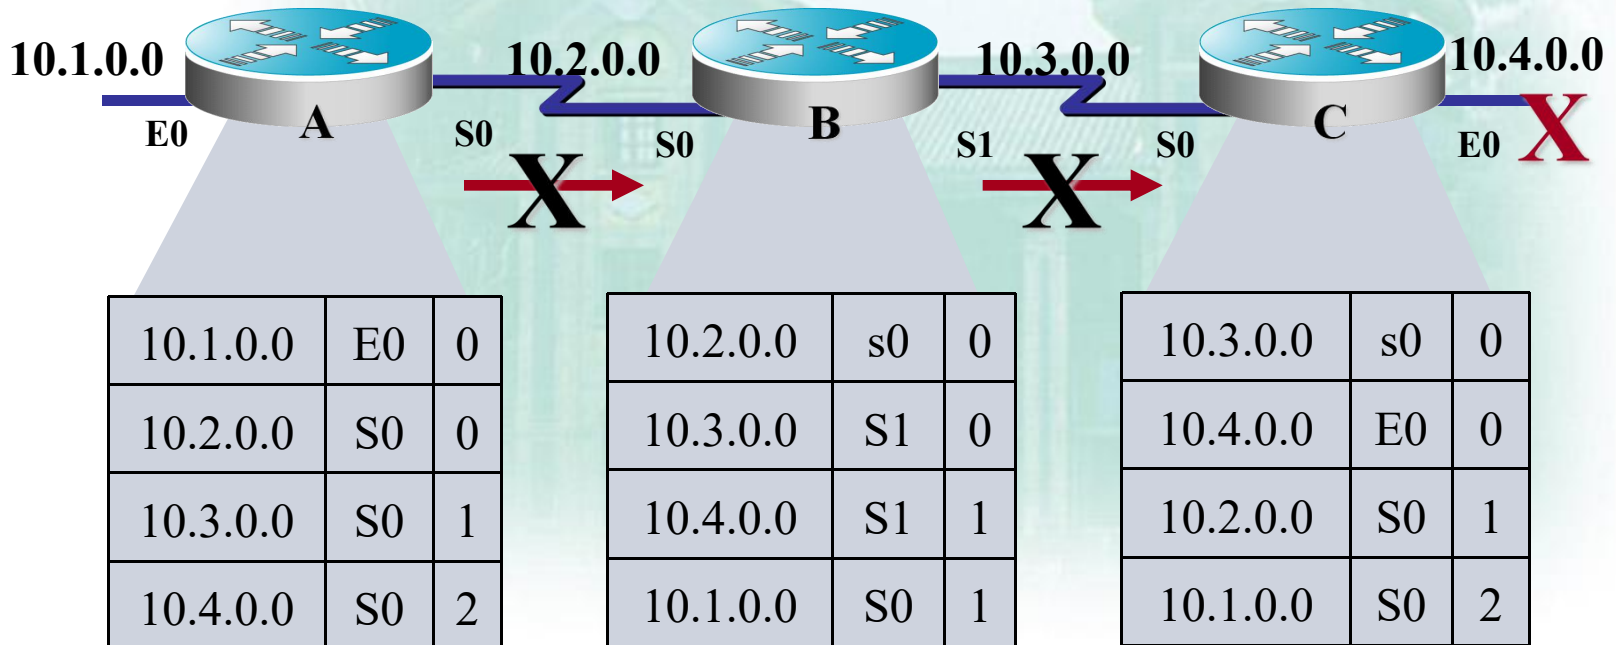 10.1.0.0 10.2.0.0 10.3.0.0 10.4.0.0
A B C
E0 S0 S0 S1 S0 E0 X
X X
10.1.0.0 E0 0
10.2.0.0 S0 0
10.3.0.0 S0 1
10.4.0.0 S0 2
10.2.0.0 s0 0
10.3.0.0 S1 0
10.4.0.0 S1 1
10.1.0.0 S0 1
10.3.0.0 s0 0
10.4.0.0 E0 0
10.2.0.0 S0 1
10.1.0.0 S0 2